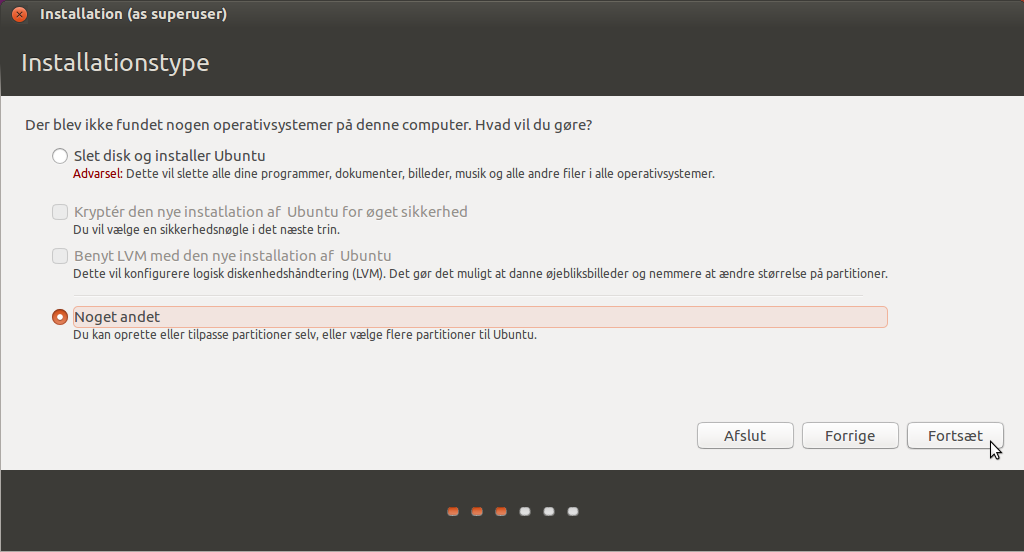 Installation (as superuser)
Installationstype
Der blev ikke fundet nogen operativsystemer på denne computer. Hvad vil du gøre?
Slet disk og installer Ubuntu
Advarsel: Dette vil slette alle dine programmer, dokumenter, billeder, musik og alle andre filer i alle operativsystemer.
Kryptér den nye instatlation af Ubuntu for øget sikkerhed
Du vil vælge en sikkerhedsnøgle i det næste trin.
Benyt LVM med den nye installation af Ubuntu
Dette vil konfigurere logisk diskenhedshåndtering (LVM). Det gør det muligt at danne øjebliksbilleder og nemmere at ændre størrelse på partitioner.
Noget andet
Du kan oprette eller tilpasse partitioner selv, eller vælge flere partitioner til Ubuntu.
Afslut Forrige Fortsæt